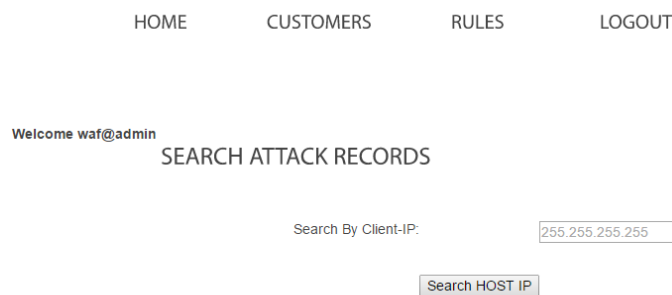 HOME CUSTOMERS RULES LOGOUT
Welcome waf@admin
SEARCH ATTACK RECORDS
Search By Client-IP: 255.255.255.255
Search HOST IP